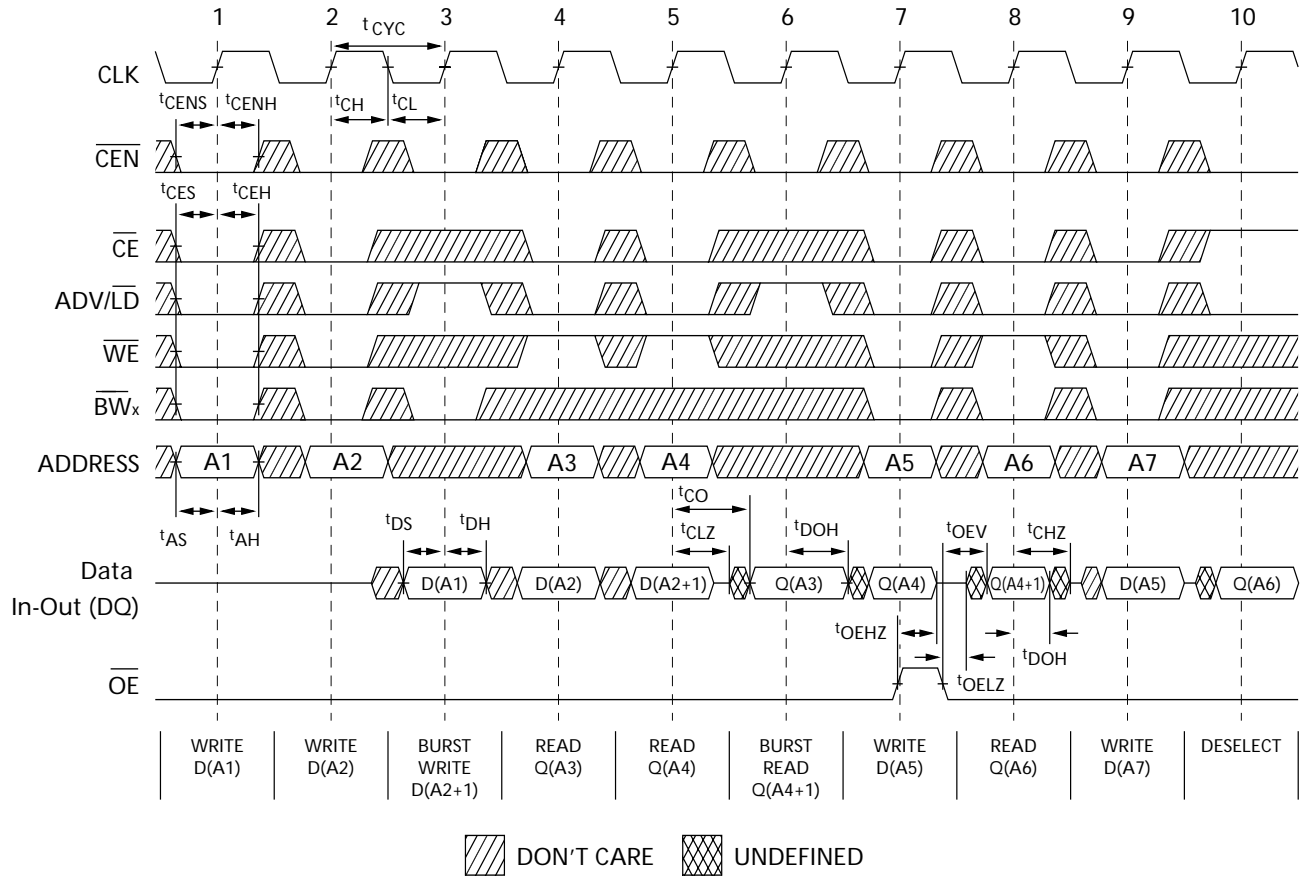 1 2 3 4 5 6 7 8 9 10
tCYC
CLK
tCENS tCENH tCH tCL
CEN
tCES tCEH
CE
ADV/LD
WE
BWx
ADDRESS A1 A2 A3 A4 A5 A6 A7
tCO
tAS tAH tDS tDH tCLZ tDOH tOEV tCHZ
Data
In-Out (DQ)
D(A1) D(A2) D(A2+1) Q(A3) Q(A4) Q(A4+1) D(A5) Q(A6)
tOEHZ tDOH
tOELZ
OE
WRITE
D(A1)
WRITE
D(A2)
BURST
WRITE
D(A2+1)
READ
Q(A3)
READ
Q(A4)
BURST
READ
Q(A4+1)
WRITE
D(A5)
READ
Q(A6)
WRITE
D(A7)
DESELECT
DON'T CARE
UNDEFINED